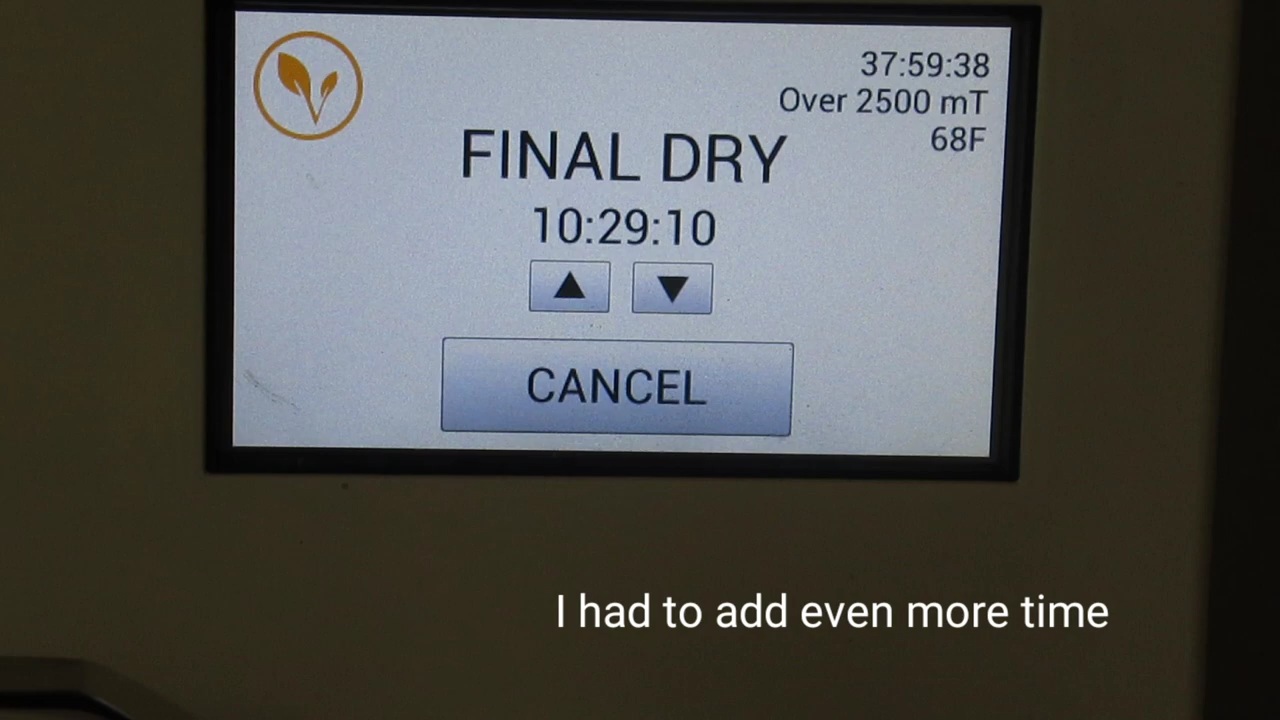 37:59:38
Over 2500 mT
68F
FINAL DRY
10:29:10
CANCEL
I had to add even more time